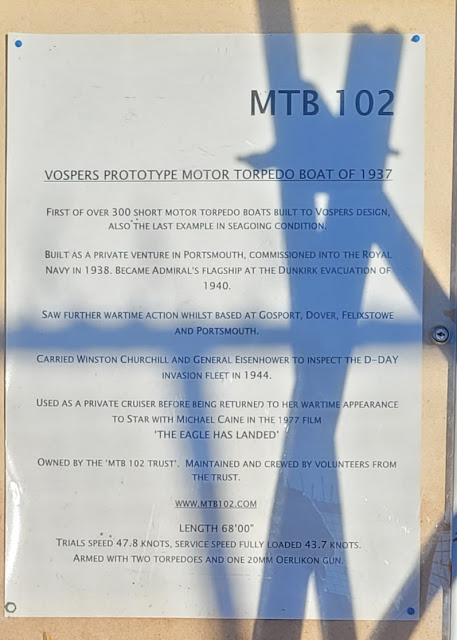 MTB 102
VOSPERS PROTOTYPE MOTOR TORPEDO BOAT OF 1937
FIRST OF OVER 300 SHORT MOTOR TORPEDO BOATS BUILT TO VOSPERS DESIGN,
ALSO THE LAST EXAMPLE IN SEAGOING CONDITION.
BUILT AS A PRIVATE VENTURE IN PORTSMOUTH, COMMISSIONED INTO THE ROYAL
NAVY IN 1938. BECAME ADMIRAL'S FLAGSHIP AT THE DUNKIRK EVACUATION OF
1940.
SAW FURTHER WARTIME ACTION WHILST BASED AT GOSPORT, DOVER, FELIXSTOWE
AND PORTSMOUTH.
CARRIED WINSTON CHURCHILL AND GENERAL EISENHOWER TO INSPECT THE D-DAY
INVASION FLEET IN 1944.
USED AS A PRIVATE CRUISER BEFORE BEING RETURNED TO HER WARTIME APPEARANCE
TO STAR WITH MICHAEL CAINE IN THE 1977 FILM
'THE EAGLE HAS LANDED'
OWNED BY THE 'MTB 102 TRUST'. MAINTAINED AND CREWED BY VOLUNTEERS FROM
THE TRUST.
WWW.MTB102.COM
LENGTH 68'00"
TRIALS SPEED 47.8 KNOTS, SERVICE SPEED FULLY LOADED 43.7 KNOTS.
ARMED WITH TWO TORPEDOES AND ONE 20MM OERLIKON GUN.